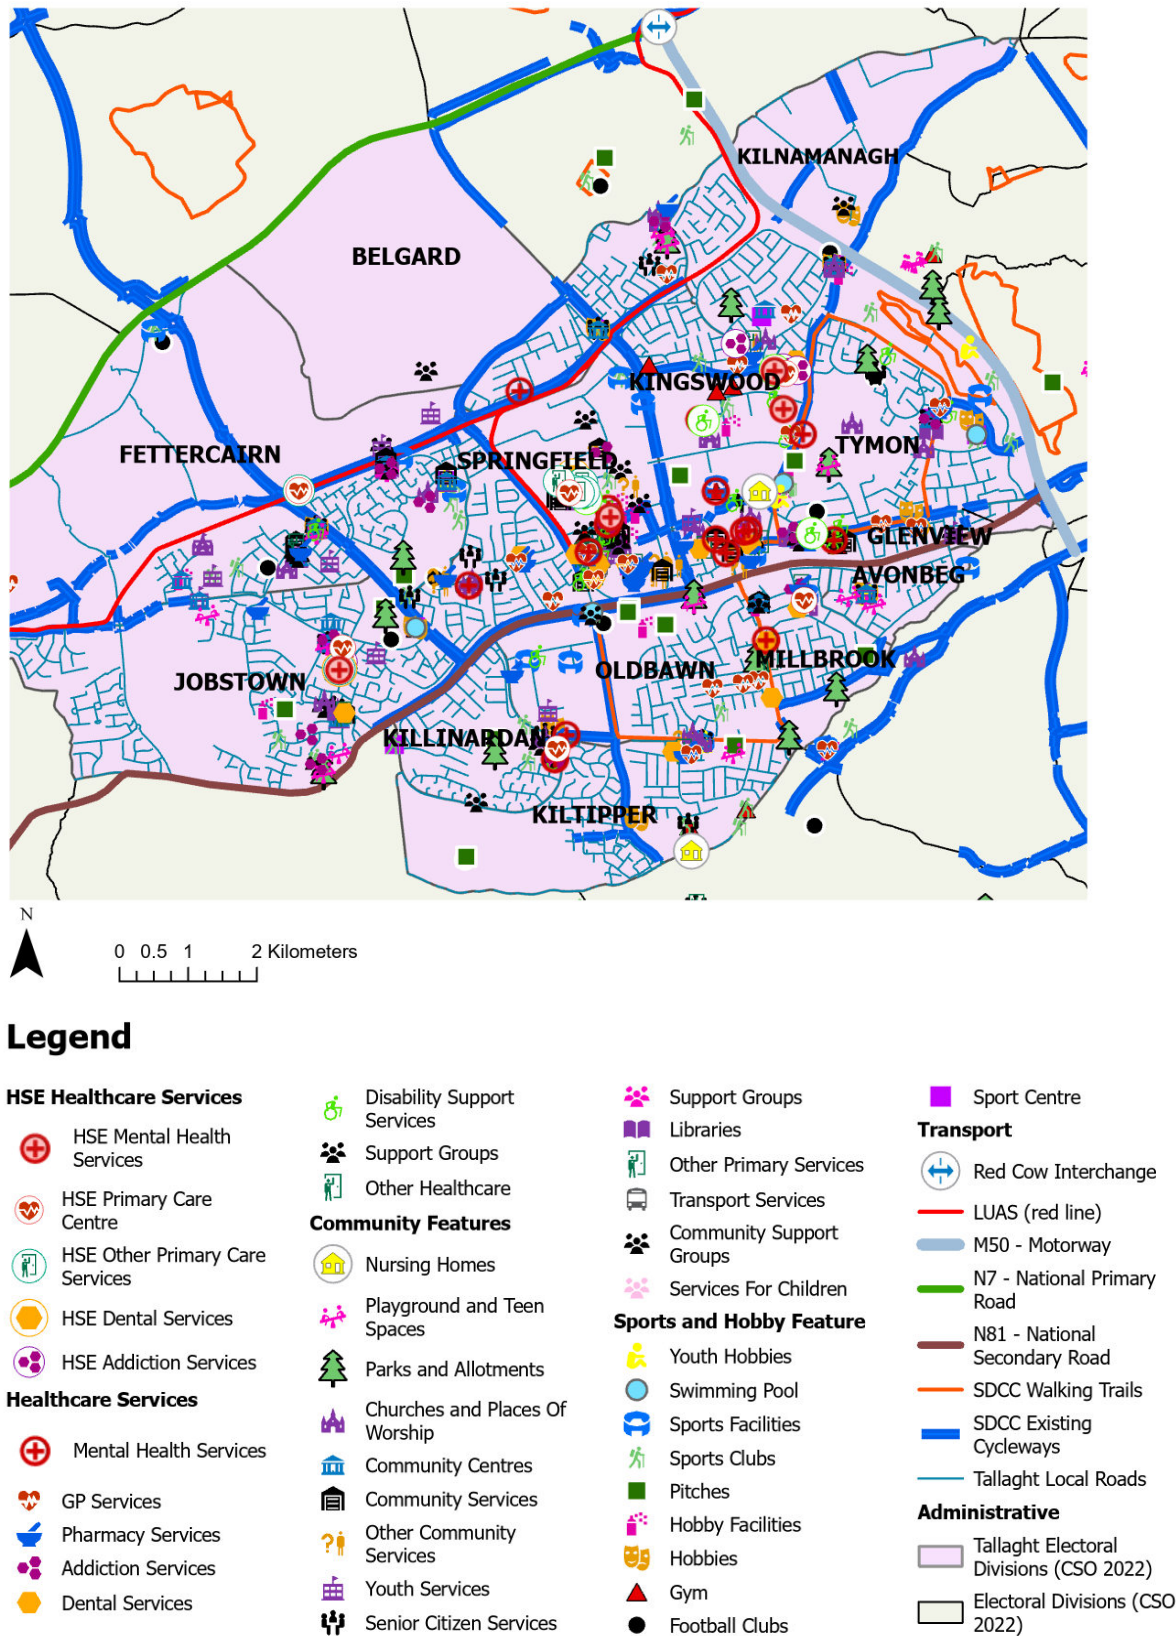 KILNAMANAGH
BELGARD
KINGSWOOD
TYMON
FETTERCAIRN
SPRINGFIELD
GLENVIEW
AVONBEG
OLDBAWN
MILLBROOK
JOBSTOWN
KILLINARDAN
KILTIPPER
N
0 0.5 1 2 Kilometers
Legend
HSE Healthcare Services
HSE Mental Health
Services
HSE Primary Care
Centre
HSE Other Primary Care
Services
HSE Dental Services
HSE Addiction Services
Healthcare Services
Mental Health Services
GP Services
Pharmacy Services
Addiction Services
Dental Services
Disability Support
Services
Support Groups
Other Healthcare
Community Features
Nursing Homes
Playground and Teen
Spaces
Parks and Allotments
Churches and Places Of
Worship
Community Centres
Community Services
Other Community
Services
Youth Services
Senior Citizen Services
Support Groups
Libraries
Other Primary Services
Transport Services
Community Support
Groups
Services For Children
Sports and Hobby Feature
Youth Hobbies
Swimming Pool
Sports Facilities
Sports Clubs
Pitches
Hobby Facilities
Hobbies
Gym
Football Clubs
Sport Centre
Transport
Red Cow Interchange
LUAS (red line)
M50 - Motorway
N7 - National Primary
Road
N81 - National
Secondary Road
SDCC Walking Trails
SDCC Existing
Cycleways
Tallaght Local Roads
Administrative
Tallaght Electoral
Divisions (CSO 2022)
Electoral Divisions (CSO
2022)